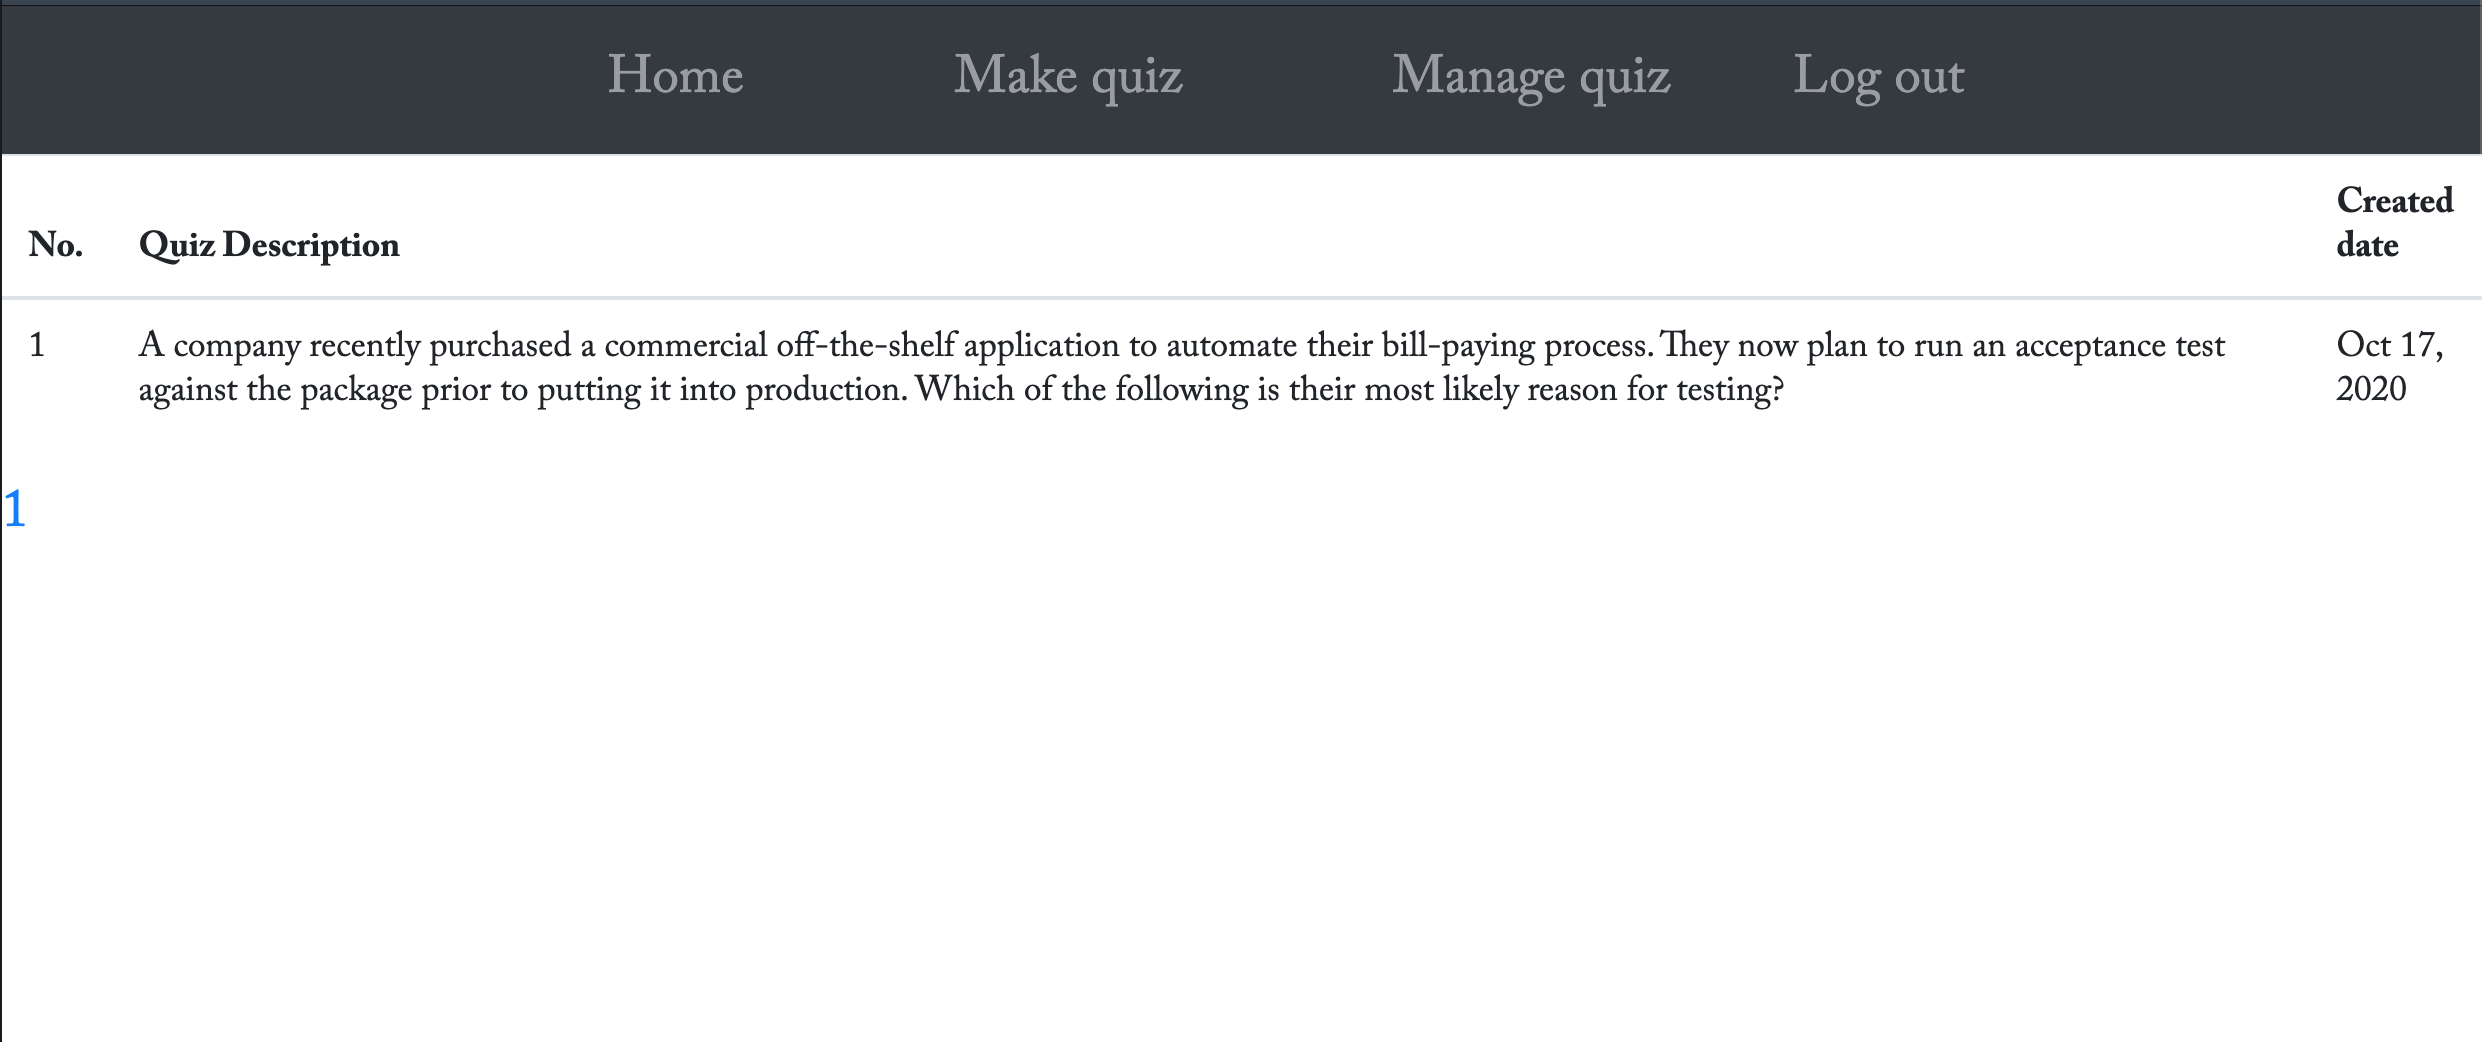 Home Make quiz Manage quiz Log out
No. Quiz Description Created date
1 A company recently purchased a commercial off-the-shelf application to automate their bill-paying process. They now plan to run an acceptance test
against the package prior to putting it into production. Which of the following is their most likely reason for testing?
Oct 17,
2020
1